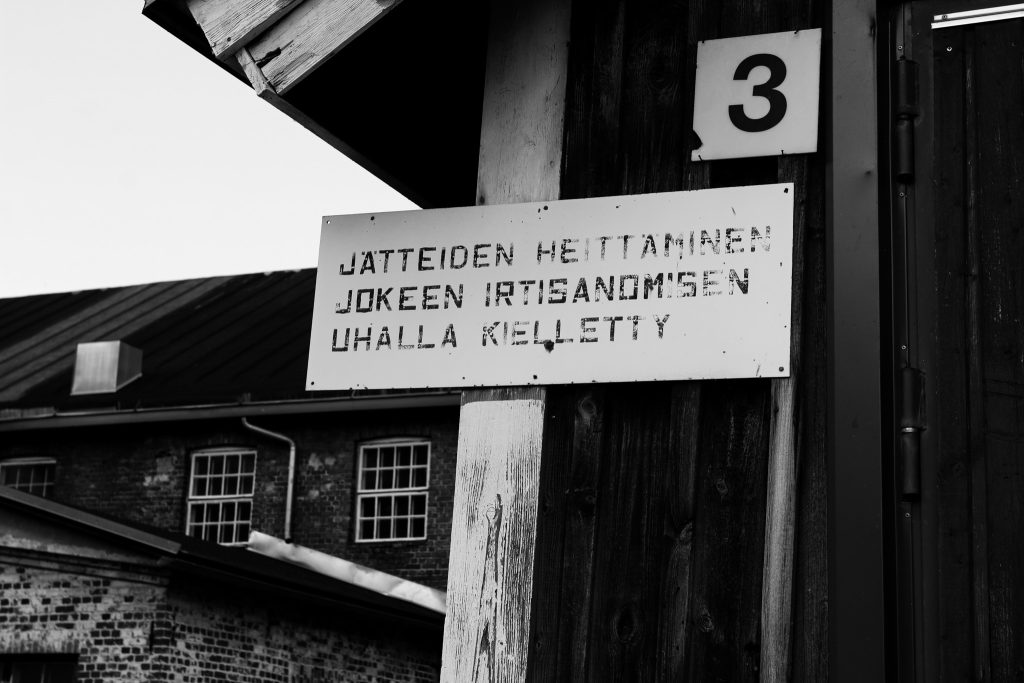 3
JÄTTEIDEN HEITTÄMINEN
JOKEEN IRTISANOMISEN
UHALLA KIELLETTY